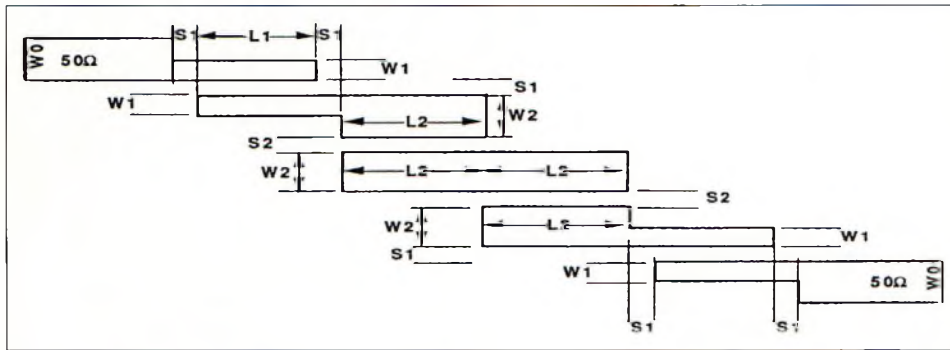 S1 L1 S1
W0 50Ω
W1
S1
W1
L2 W2
S2
W2 L2 L2
S2
W2 L2
W1
S1
W1
50Ω W0
S1 S1